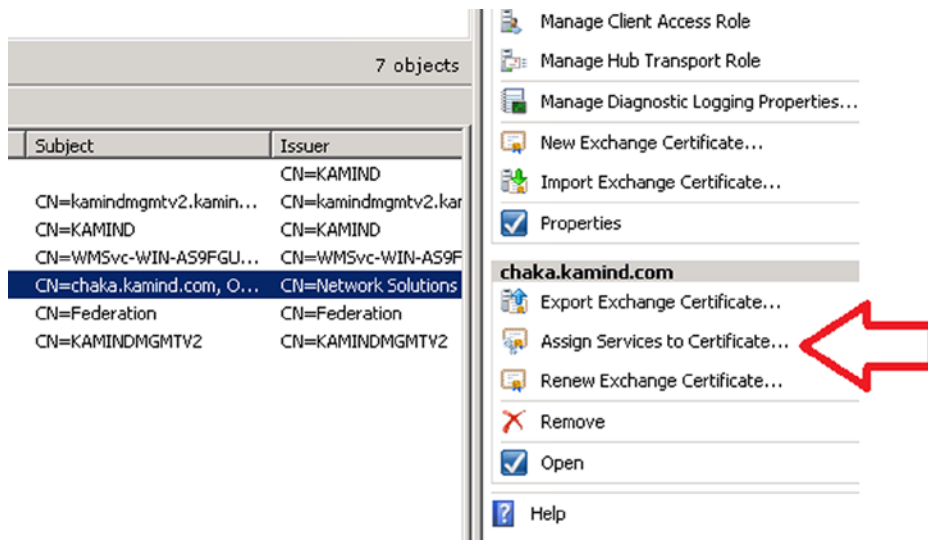 7 objects
Subject Issuer
CN=KAMIND
CN=kamindmgmtv2.kamin... CN=kamindmgmtv2.kar
CN=KAMIND CN=KAMIND
CN=WMSvc-WIN-AS9FGU... CN=WMSvc-WIN-AS9F
CN=chaka.kamind.com, O... CN=Network Solutions
CN=Federation CN=Federation
CN=KAMINDMGMTV2 CN=KAMINDMGMTV2
Manage Client Access Role
Manage Hub Transport Role
Manage Diagnostic Logging Properties...
New Exchange Certificate...
Import Exchange Certificate...
Properties
chaka.kamind.com
Export Exchange Certificate...
Assign Services to Certificate...
Renew Exchange Certificate...
Remove
Open
Help